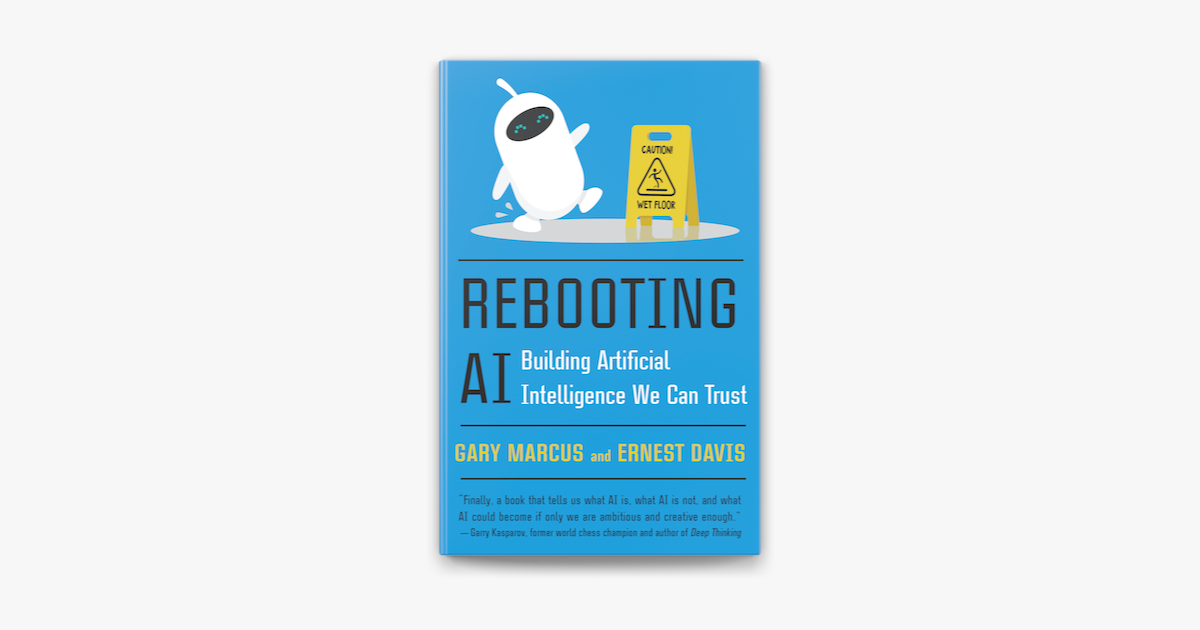 CAUTION!
WET FLOOR
REBOOTING
AI
Building Artificial
Intelligence We Can Trust
GARY MARCUS and ERNEST DAVIS
"Finally, a book that tells us what AI is, what AI is not, and what
AI could become if only we are ambitious and creative enough."
—Garry Kasparov, former world chess champion and author of Deep Thinking